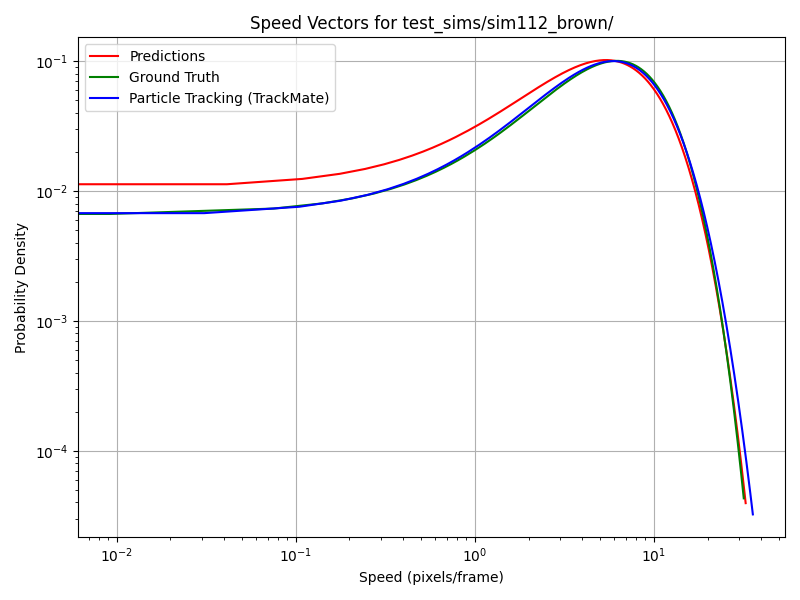 Speed Vectors for test_sims/sim112_brown/
Predictions
Ground Truth
Particle Tracking (TrackMate)
Probability Density
10⁻¹
10⁻²
10⁻³
10⁻⁴
10⁻² 10⁻¹ 10⁰ 10¹
Speed (pixels/frame)